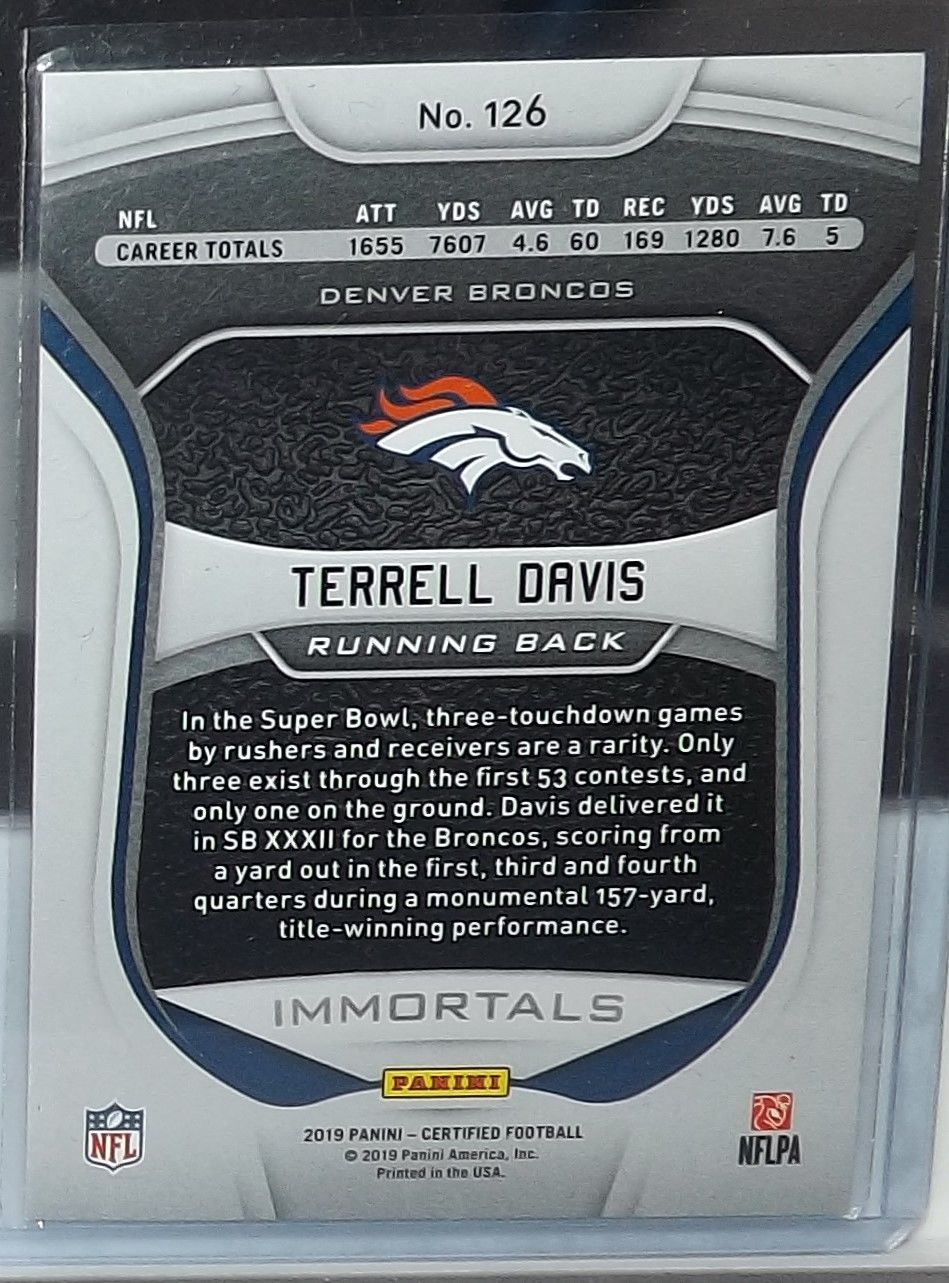 No. 126
NFL ATT YDS AVG TD REC YDS AVG TD
CAREER TOTALS 1655 7607 4.6 60 169 1280 7.6 5
DENVER BRONCOS
TERRELL DAVIS
RUNNING BACK
In the Super Bowl, three-touchdown games
by rushers and receivers are a rarity. Only
three exist through the first 53 contests, and
only one on the ground. Davis delivered it
in SB XXXII for the Broncos, scoring from
a yard out in the first, third and fourth
quarters during a monumental 157-yard,
title-winning performance.
IMMORTALS
PANINI
NFL
2019 PANINI – CERTIFIED FOOTBALL
© 2019 Panini America, Inc.
Printed in the USA.
NFLPA